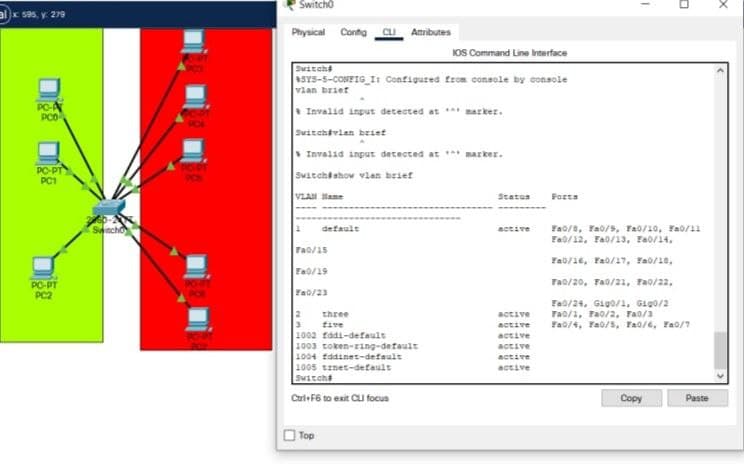 x: 595, y: 279
PC-PT
PC0
PC-PT
PC1
PC-PT
PC2
PC-PT
PC3
PC-PT
PC4
PC-PT
PC-PT
PC-PT
Switch0
Switch0
Physical Config CLI Attributes
IOS Command Line Interface
Switch#
%SYS-5-CONFIG_I: Configured from console by console
vlan brief
^
% Invalid input detected at '^' marker.
Switch#vlan brief
^
% Invalid input detected at '^' marker.
Switch#show vlan brief
VLAN Name Status Ports
---- -------------------------------- ---------
-------------------------------
1 default active Fa0/8, Fa0/9, Fa0/10, Fa0/11
Fa0/12, Fa0/13, Fa0/14,
Fa0/15
Fa0/16, Fa0/17, Fa0/18,
Fa0/19
Fa0/20, Fa0/21, Fa0/22,
Fa0/23
Fa0/24, Gig0/1, Gig0/2
2 three active Fa0/1, Fa0/2, Fa0/3
3 five active Fa0/4, Fa0/5, Fa0/6, Fa0/7
1002 fddi-default active
1003 token-ring-default active
1004 fddinet-default active
1005 trnet-default active
Switch#
Ctrl+F6 to exit CLI focus
Copy Paste
Top